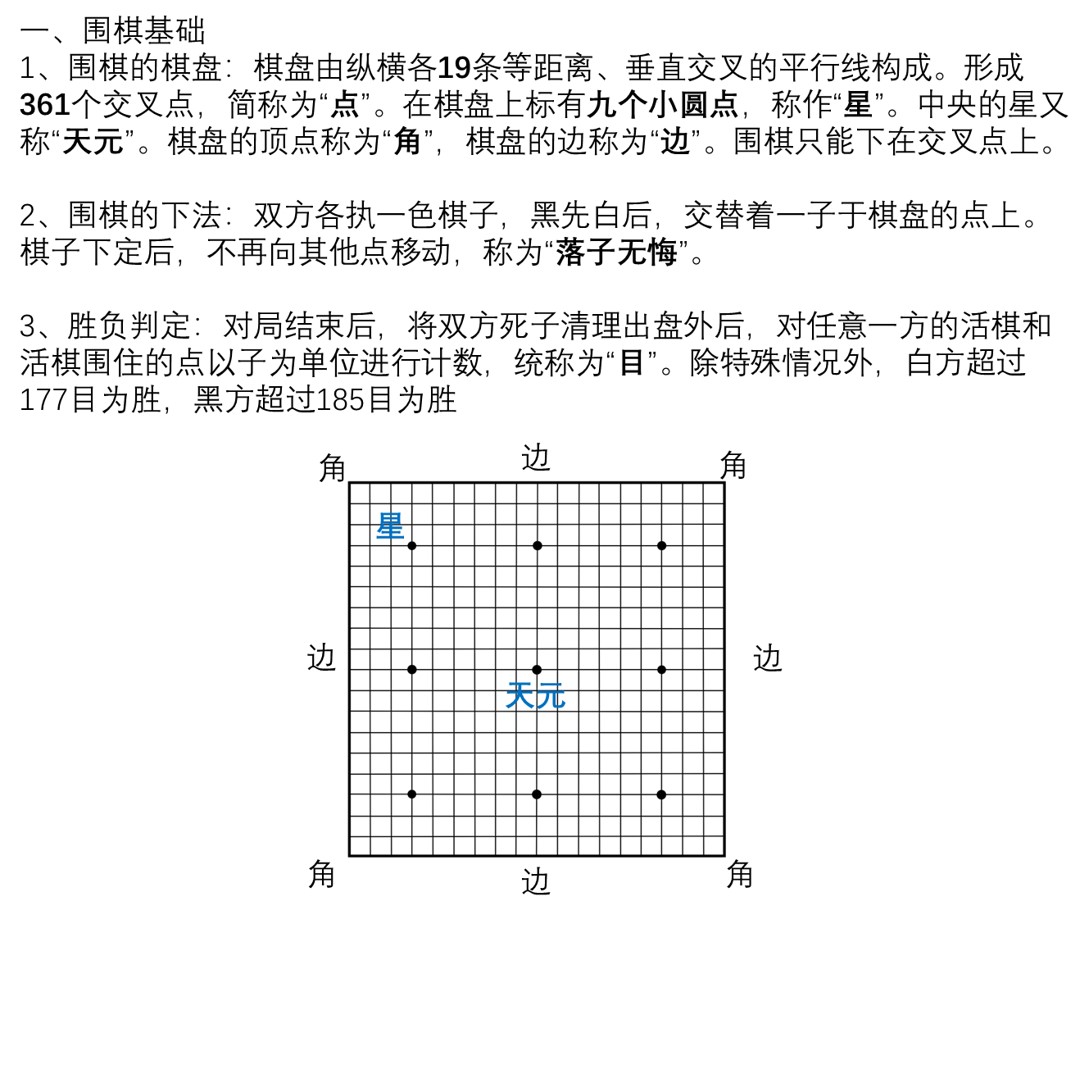 一、围棋基础
1、围棋的棋盘：棋盘由纵横各19条等距离、垂直交叉的平行线构成。形成
361个交叉点，简称为“点”。在棋盘上标有九个小圆点，称作“星”。中央的星又
称“天元”。棋盘的顶点称为“角”，棋盘的边称为“边”。围棋只能下在交叉点上。
2、围棋的下法：双方各执一色棋子，黑先白后，交替着一子于棋盘的点上。
棋子下定后，不再向其他点移动，称为“落子无悔”。
3、胜负判定：对局结束后，将双方死子清理出盘外后，对任意一方的活棋和
活棋围住的点以子为单位进行计数，统称为“目”。除特殊情况外，白方超过
177目为胜，黑方超过185目为胜
角 边 角
星
边 边
天元
角 边 角